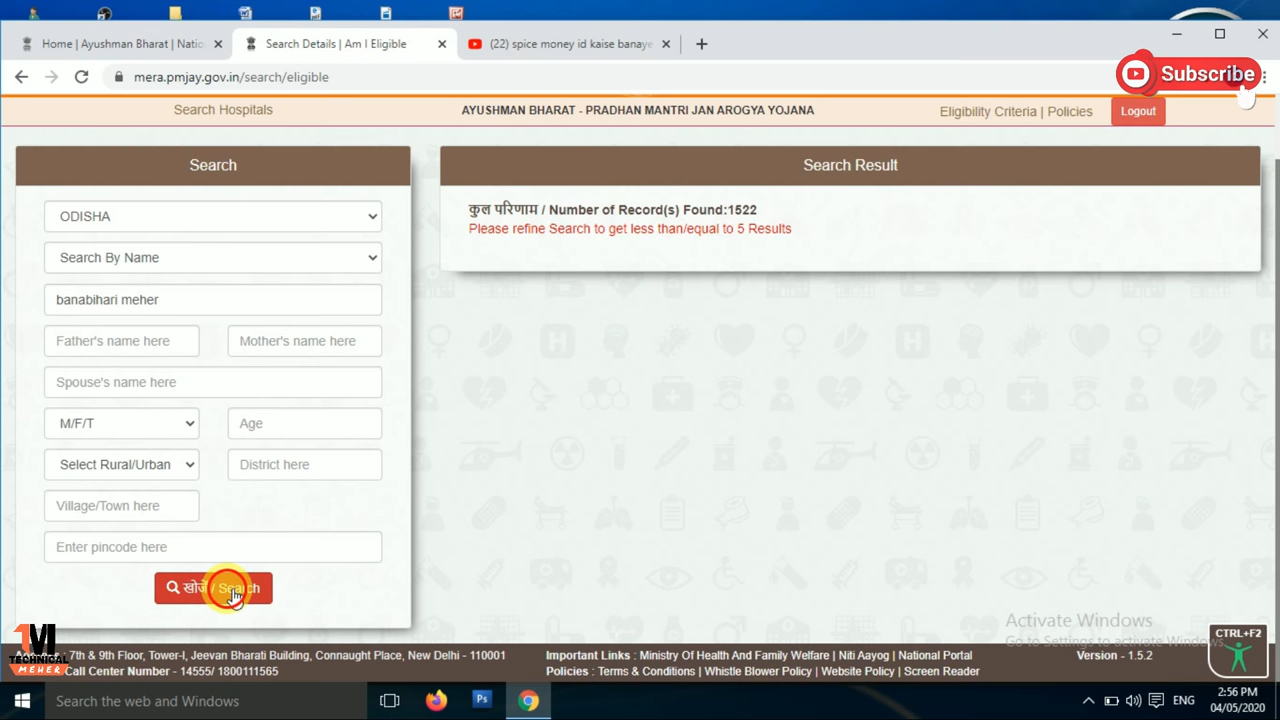 Home | Ayushman Bharat | Natio
Search Details | Am I Eligible
(22) spice money id kaise banaye
mera.pmjay.gov.in/search/eligible
Subscribe
Search Hospitals
AYUSHMAN BHARAT - PRADHAN MANTRI JAN AROGYA YOJANA
Eligibility Criteria | Policies
Logout
Search
ODISHA
Search By Name
banabihari meher
Father's name here
Mother's name here
Spouse's name here
M/F/T
Age
Select Rural/Urban
District here
Village/Town here
Enter pincode here
खोजें / Search
Search Result
कुल परिणाम / Number of Record(s) Found:1522
Please refine Search to get less than/equal to 5 Results
Activate Windows
Go to Settings to activate Windows
CTRL+F2
1M
TECHNICAL
MEHER
: 7th & 9th Floor, Tower-I, Jeevan Bharati Building, Connaught Place, New Delhi - 110001
Call Center Number - 14555/ 1800111565
Important Links : Ministry Of Health And Family Welfare | Niti Aayog | National Portal
Policies : Terms & Conditions | Whistle Blower Policy | Website Policy | Screen Reader
Version - 1.5.2
Search the web and Windows
Ps
ENG
2:56 PM
04/05/2020